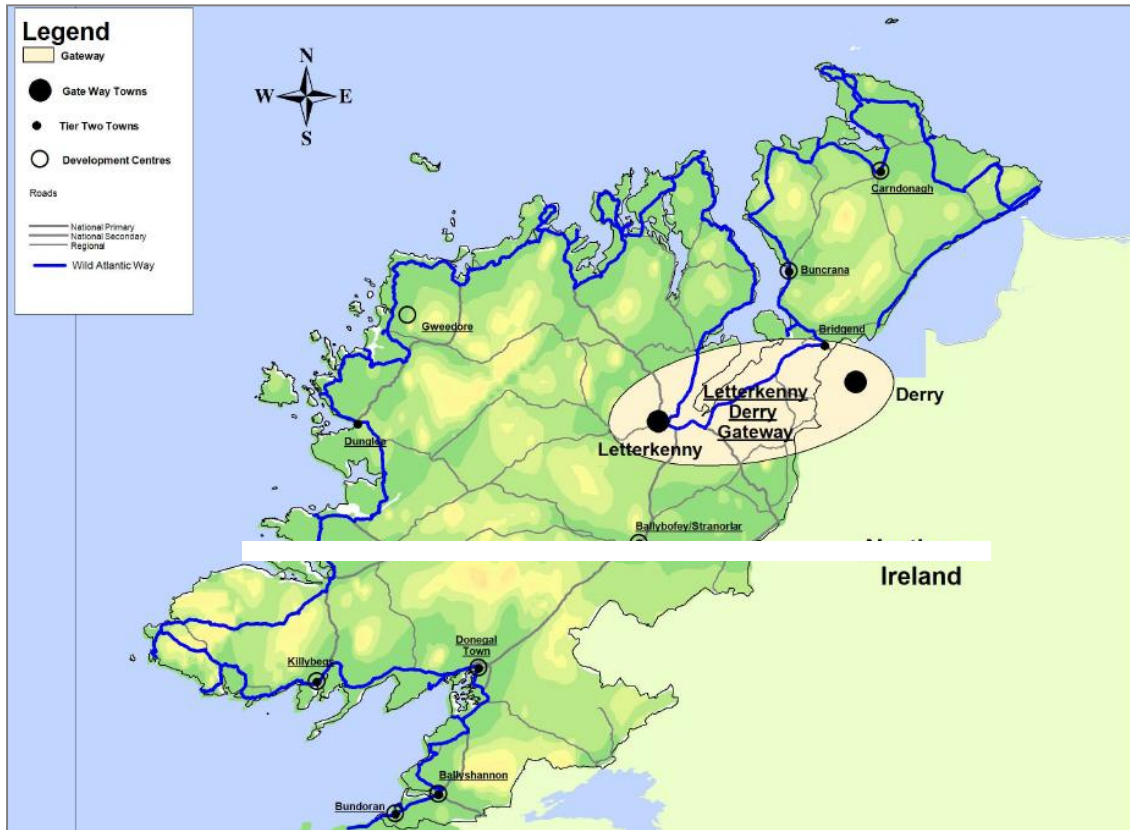 Legend
Gateway
Gate Way Towns
Tier Two Towns
Development Centres
Roads
National Primary
National Secondary
Regional
Wild Atlantic Way
N
W
E
S
Carndonagh
Buncrana
Bridgend
Gweedore
Letterkenny
Derry
Gateway
Derry
Dungloe
Letterkenny
Ballybofey/Stranorlar
Ireland
Donegal
Town
Killybegs
Ballyshannon
Bundoran